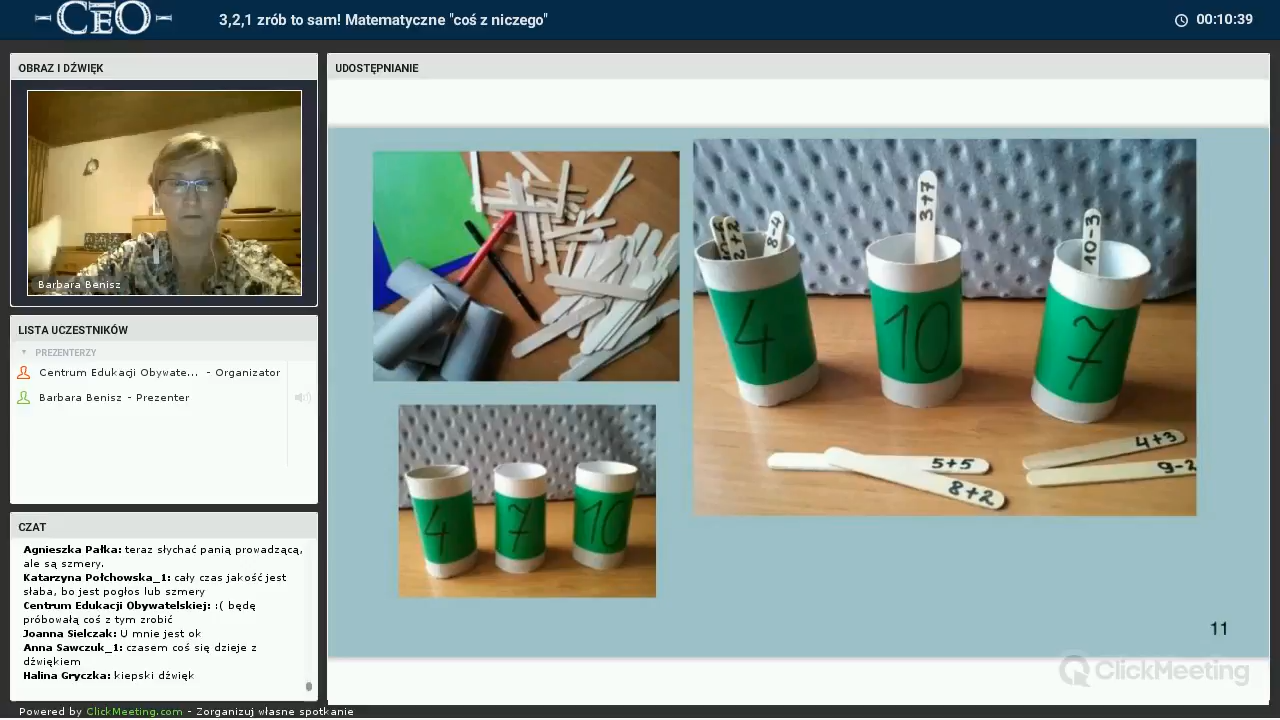 CEO
3,2,1 zrób to sam! Matematyczne "coś z niczego"
00:10:39
OBRAZ I DŹWIĘK
Barbara Benisz
LISTA UCZESTNIKÓW
PREZENTERZY
Centrum Edukacji Obywate... - Organizator
Barbara Benisz - Prezenter
CZAT
Agnieszka Pałka: teraz słychać panią prowadzącą,
ale są szmery.
Katarzyna Połchowska_1: cały czas jakość jest
słaba, bo jest pogłos lub szmery
Centrum Edukacji Obywatelskiej: :( będę
próbowałą coś z tym zrobić
Joanna Sielczak: U mnie jest ok
Anna Sawczuk_1: czasem coś się dzieje z
dźwiękiem
Halina Gryczka: kiepski dźwięk
Powered by ClickMeeting.com - Zorganizuj własne spotkanie
UDOSTĘPNIANIE
2+2
8-4
3+7
10-3
4
10
7
5+5
8+2
4+3
9-2
4
7
10
11
ClickMeeting